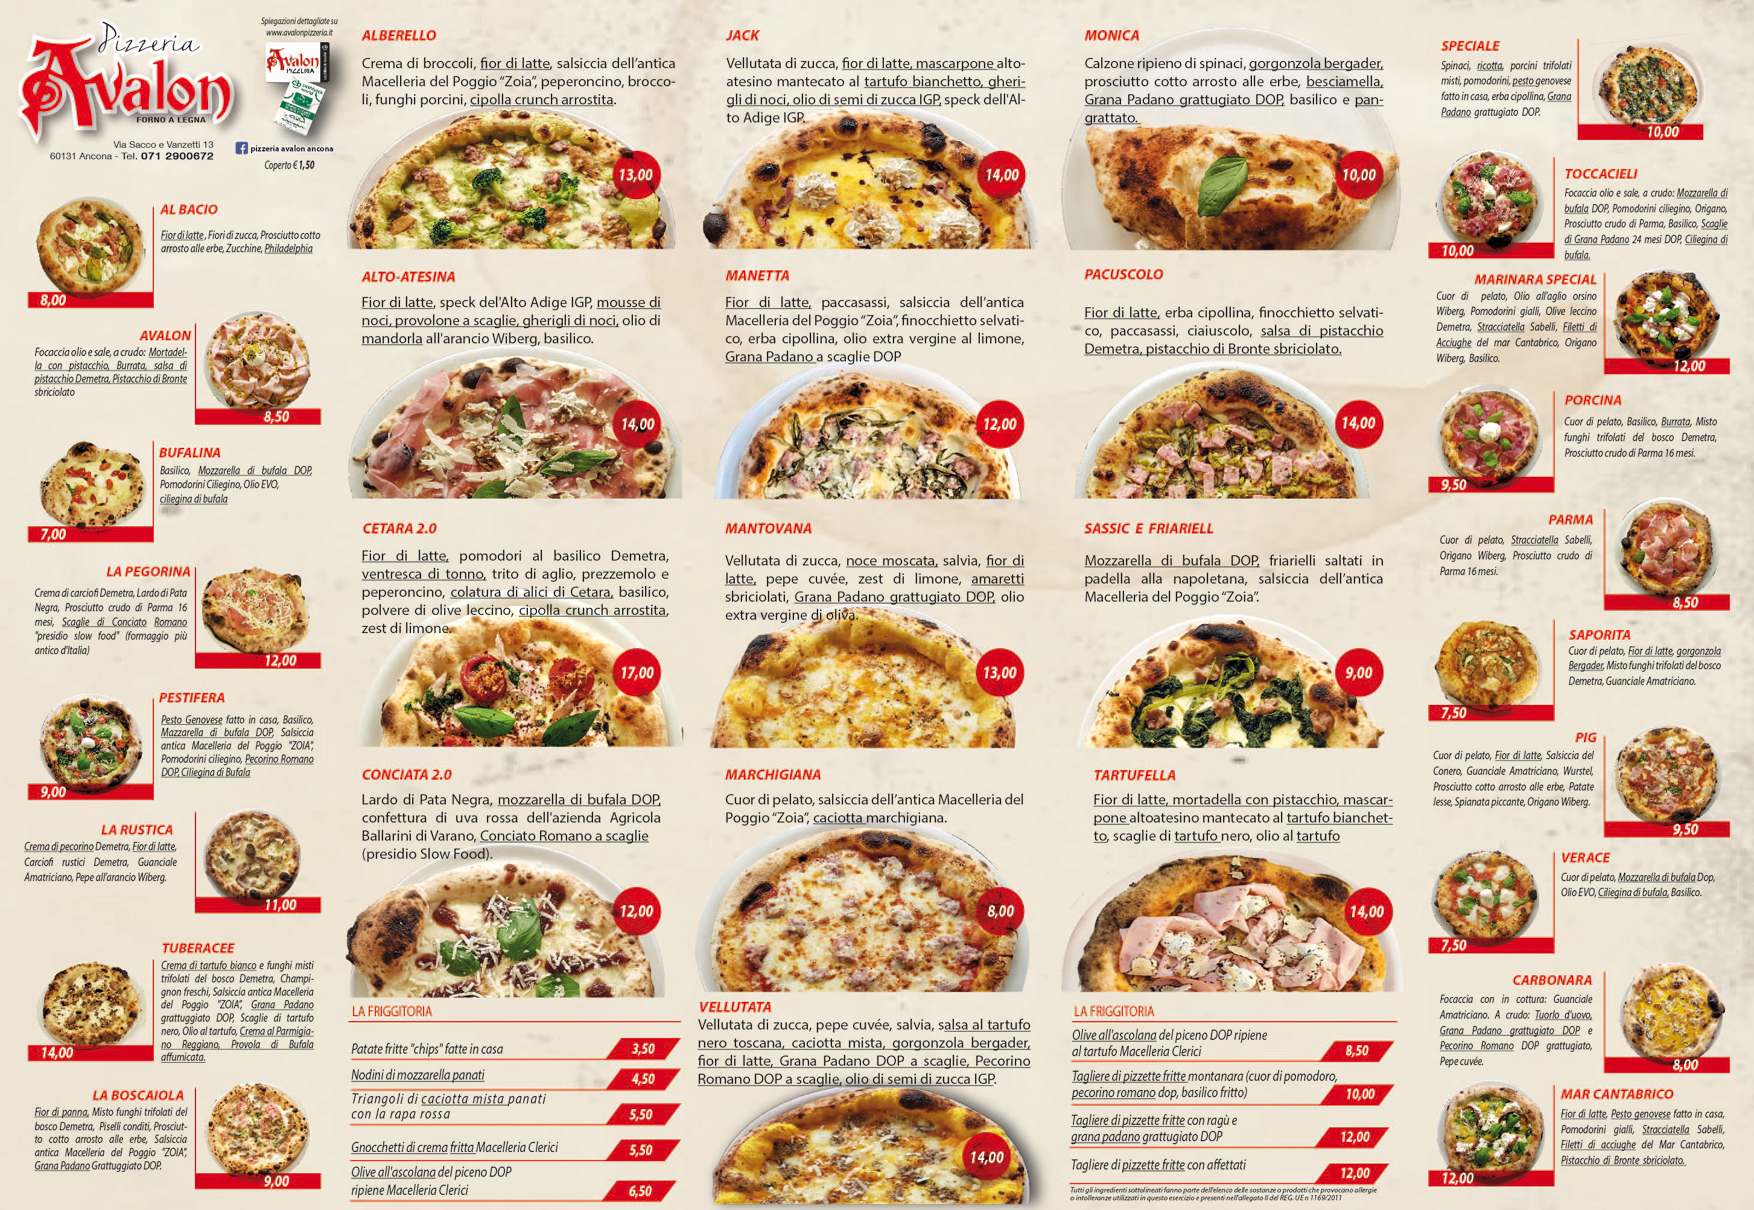 Pizzeria
Avalon
FORNO A LEGNA
Via Sacco e Vanzetti 13
60131 Ancona - Tel. 071 2900672
Spiegazioni dettagliate su
www.avalonpizzeria.it
Avalon
PIZZERIA
pizzeria avalon ancona
Coperto € 1,50
AL BACIO
Fior di latte , Fiori di zucca, Prosciutto cotto
arrosto alle erbe, Zucchine, Philadelphia
8,00
AVALON
Focaccia olio e sale, a crudo: Mortadel-
la con pistacchio, Burrata, salsa di
pistacchio Demetra, Pistacchio di Bronte
sbriciolato
8,50
BUFALINA
Basilico, Mozzarella di bufala DOP,
Pomodorini Ciliegino, Olio EVO,
ciliegina di bufala
7,00
LA PEGORINA
Crema di carciofi Demetra, Lardo di Pata
Negra, Prosciutto crudo di Parma 16
mesi, Scaglie di Conciato Romano
"presidio slow food" (formaggio più
antico d'Italia)
12,00
PESTIFERA
Pesto Genovese fatto in casa, Basilico,
Mazzarella di bufala DOP, Salsiccia
antica Macelleria del Poggio "ZOIA",
Pomodorini ciliegino, Pecorino Romano
DOP, Ciliegina di Bufala
9,00
LA RUSTICA
Crema di pecorino Demetra, Fior di latte,
Carciofi rustici Demetra, Guanciale
Amatriciano, Pepe all'arancio Wiberg.
11,00
TUBERACEE
Crema di tartufo bianco e funghi misti
trifolati del bosco Demetra, Champi-
gnon freschi, Salsiccia antica Macelleria
del Poggio "ZOIA", Grana Padano
grattuggiato DOP, Scaglie di tartufo
nero, Olio al tartufo, Crema al Parmigia-
no Reggiano, Provola di Bufala
affumicata.
14,00
LA BOSCAIOLA
Fior di panna, Misto funghi trifolati del
bosco Demetra, Piselli conditi, Prosciut-
to cotto arrosto alle erbe, Salsiccia
antica Macelleria del Poggio "ZOIA",
Grana Padano Grattuggiato DOP.
9,00
ALBERELLO
Crema di broccoli, fior di latte, salsiccia dell'antica
Macelleria del Poggio "Zoia", peperoncino, brocco-
li, funghi porcini, cipolla crunch arrostita.
13,00
ALTO-ATESINA
Fior di latte, speck del'Alto Adige IGP, mousse di
noci, provolone a scaglie, gherigli di noci, olio di
mandorla all'arancio Wiberg, basilico.
14,00
CETARA 2.0
Fior di latte, pomodori al basilico Demetra,
ventresca di tonno, trito di aglio, prezzemolo e
peperoncino, colatura di alici di Cetara, basilico,
polvere di olive leccino, cipolla crunch arrostita,
zest di limone.
17,00
CONCIATA 2.0
Lardo di Pata Negra, mozzarella di bufala DOP,
confettura di uva rossa dell'azienda Agricola
Ballarini di Varano, Conciato Romano a scaglie
(presidio Slow Food).
12,00
LA FRIGGITORIA
Patate fritte "chips" fatte in casa
3,50
Nodini di mozzarella panati
4,50
Triangoli di caciotta mista panati
con la rapa rossa
5,50
Gnocchetti di crema fritta Macelleria Clerici
5,50
Olive all'ascolana del piceno DOP
ripiene Macelleria Clerici
6,50
JACK
Vellutata di zucca, fior di latte, mascarpone alto-
atesino mantecato al tartufo bianchetto, gheri-
gli di noci, olio di semi di zucca IGP, speck dell'Al-
to Adige IGP.
14,00
MANETTA
Fior di latte, paccasassi, salsiccia dell'antica
Macelleria del Poggio "Zoia", finocchietto selvati-
co, erba cipollina, olio extra vergine al limone,
Grana Padano a scaglie DOP
12,00
MANTOVANA
Vellutata di zucca, noce moscata, salvia, fior di
latte, pepe cuvée, zest di limone, amaretti
sbriciolati, Grana Padano grattugiato DOP, olio
extra vergine di oliva.
13,00
MARCHIGIANA
Cuor di pelato, salsiccia dell'antica Macelleria del
Poggio "Zoia", caciotta marchigiana.
8,00
VELLUTATA
Vellutata di zucca, pepe cuvée, salvia, salsa al tartufo
nero toscana, caciotta mista, gorgonzola bergader,
fior di latte, Grana Padano DOP a scaglie, Pecorino
Romano DOP a scaglie, olio di semi di zucca IGP.
14,00
MONICA
Calzone ripieno di spinaci, gorgonzola bergader,
prosciutto cotto arrosto alle erbe, besciamella,
Grana Padano grattugiato DOP, basilico e pan-
grattato.
10,00
PACUSCOLO
Fior di latte, erba cipollina, finocchietto selvati-
co, paccasassi, ciaiuscolo, salsa di pistacchio
Demetra, pistacchio di Bronte sbriciolato.
14,00
SASSIC E FRIARIELL
Mozzarella di bufala DOP, friarielli saltati in
padella alla napoletana, salsiccia dell'antica
Macelleria del Poggio "Zoia".
9,00
TARTUFELLA
Fior di latte, mortadella con pistacchio, mascar-
pone altoatesino mantecato al tartufo bianchet-
to, scaglie di tartufo nero, olio al tartufo
14,00
LA FRIGGITORIA
Olive all'ascolana del piceno DOP ripiene
al tartufo Macelleria Clerici
8,50
Tagliere di pizzette fritte montanara (cuor di pomodoro,
pecorino romano dop, basilico fritto)
10,00
Tagliere di pizzette fritte con ragù e
grana padano grattugiato DOP
12,00
Tagliere di pizzette fritte con affettati
12,00
Tutti gli ingredienti sottolineati fanno parte dell'elenco delle sostanze o prodotti che provocano allergie
o intolleranze utilizzati in questo esercizio e presenti nell'allegato II del REG. UE n 1169/2011
SPECIALE
Spinaci, ricotta, porcini trifolati
misti, pomodorini, pesto genovese
fatto in casa, erba cipollina, Grana
Padano grattugiato DOP.
10,00
TOCCACIELI
Focaccia olio e sale, a crudo: Mozzarella di
bufala DOP, Pomodorini ciliegino, Origano,
Prosciutto crudo di Parma, Basilico, Scaglie
di Grana Padano 24 mesi DOP, Ciliegina di
bufala.
10,00
MARINARA SPECIAL
Cuor di pelato, Olio all'aglio orsino
Wiberg, Pomodorini gialli, Olive leccino
Demetra, Stracciatella Sabelli, Filetti di
Acciughe del mar Cantabrico, Origano
Wiberg, Basilico.
12,00
PORCINA
Cuor di pelato, Basilico, Burrata, Misto
funghi trifolati del bosco Demetra,
Prosciutto crudo di Parma 16 mesi.
9,50
PARMA
Cuor di pelato, Stracciatella Sabelli,
Origano Wiberg, Prosciutto crudo di
Parma 16 mesi.
8,50
SAPORITA
Cuor di pelato, Fior di latte, gorgonzola
Bergader, Misto funghi trifolati del bosco
Demetra, Guanciale Amatriciano.
7,50
PIG
Cuor di pelato, Fior di latte, Salsiccia del
Conero, Guanciale Amatriciano, Wurstel,
Prosciutto cotto arrosto alle erbe, Patate
lesse, Spianata piccante, Origano Wiberg.
9,50
VERACE
Cuor di pelato, Mozzarella di bufala Dop,
Olio EVO, Ciliegina di bufala, Basilico.
7,50
CARBONARA
Focaccia con in cottura: Guanciale
Amatriciano. A crudo: Tuorlo d'uovo,
Grana Padano grattugiato DOP e
Pecorino Romano DOP grattugiato,
Pepe cuvée.
8,00
MAR CANTABRICO
Fior di latte, Pesto genovese fatto in casa,
Pomodorini gialli, Stracciatella Sabelli,
Filetti di acciughe del Mar Cantabrico,
Pistacchio di Bronte sbriciolato.
12,00